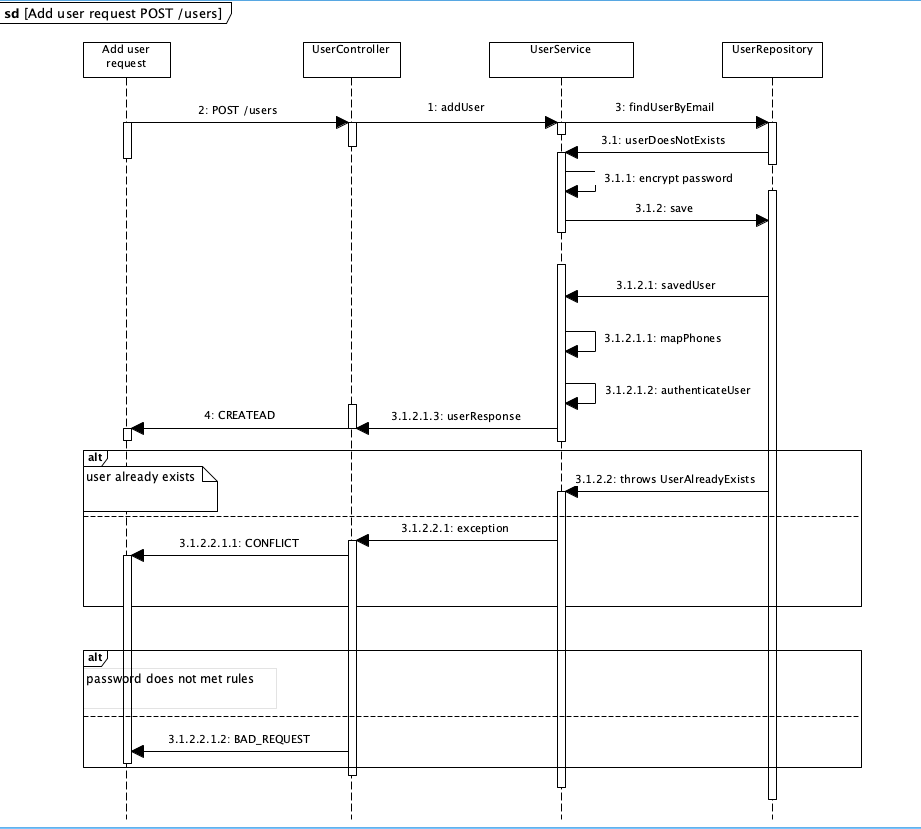 sd [Add user request POST /users]
Add user
request
UserController
UserService
UserRepository
2: POST /users
1: addUser
3: findUserByEmail
3.1: userDoesNotExists
3.1.1: encrypt password
3.1.2: save
3.1.2.1: savedUser
3.1.2.1.1: mapPhones
3.1.2.1.2: authenticateUser
4: CREATEAD
3.1.2.1.3: userResponse
alt
user already exists
3.1.2.2: throws UserAlreadyExists
3.1.2.2.1: exception
3.1.2.2.1.1: CONFLICT
alt
password does not met rules
3.1.2.2.1.2: BAD_REQUEST